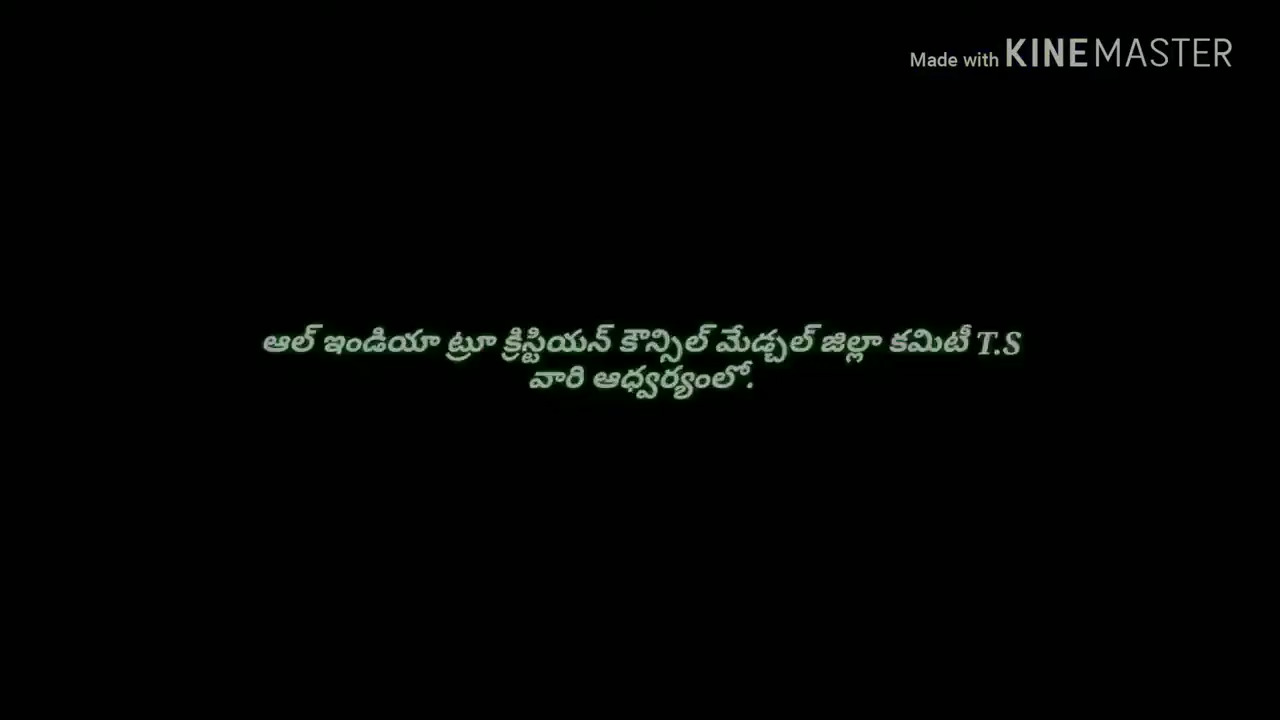 Made with KINEMASTER
ఆల్ ఇండియా ట్రూ క్రిస్టియన్ కౌన్సిల్ మేడ్చల్ జిల్లా కమిటీ T.S
వారి ఆధ్వర్యంలో.